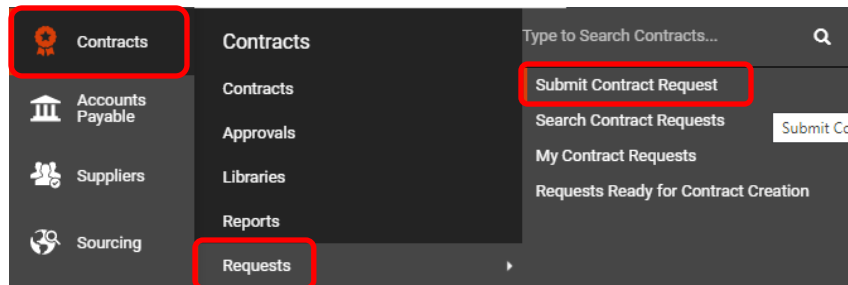 Contracts
Accounts
Payable
Suppliers
Sourcing
Contracts
Contracts
Approvals
Libraries
Reports
Requests
Type to Search Contracts...
Submit Contract Request
Search Contract Requests
Submit Co
My Contract Requests
Requests Ready for Contract Creation